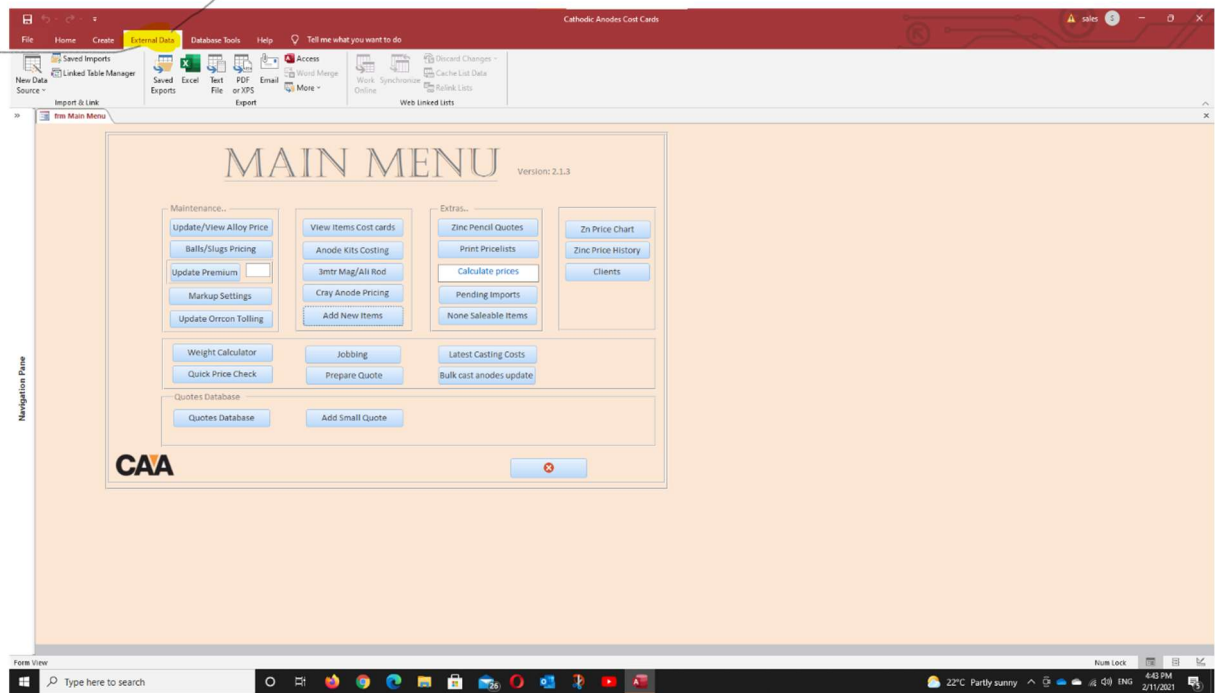 Cathodic Anodes Cost Cards
sales S
File Home Create External Data Database Tools Help Tell me what you want to do
New Data Source
Saved Imports
Linked Table Manager
Import & Link
Saved Exports
Excel
Text File
PDF or XPS
Email
Access
Word Merge
More
Export
Work Online
Synchronize
Discard Changes
Cache List Data
Relink Lists
Web Linked Lists
frm Main Menu
Navigation Pane
MAIN MENU
Version: 2.1.3
Maintenance..
Update/View Alloy Price
Balls/Slugs Pricing
Update Premium
Markup Settings
Update Orrcon Tolling
View Items Cost cards
Anode Kits Costing
3mtr Mag/Ali Rod
Cray Anode Pricing
Add New Items
Extras..
Zinc Pencil Quotes
Print Pricelists
Calculate prices
Pending Imports
None Saleable Items
Zn Price Chart
Zinc Price History
Clients
Weight Calculator
Jobbing
Latest Casting Costs
Quick Price Check
Prepare Quote
Bulk cast anodes update
Quotes Database
Quotes Database
Add Small Quote
CAA
Form View
Num Lock
Type here to search
26
22°C Partly sunny
ENG
4:43 PM
2/11/2021